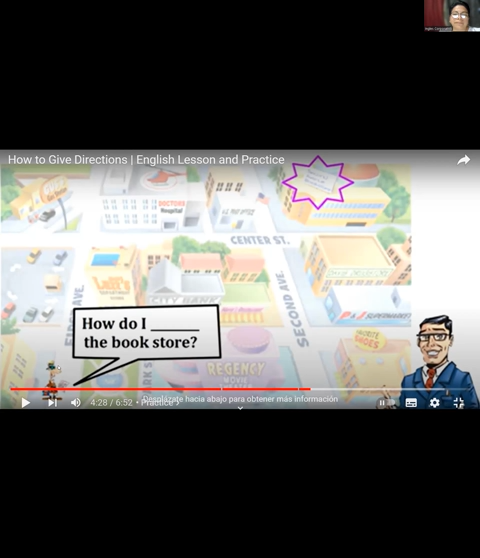 How to Give Directions | English Lesson and Practice
DOCTORS
Hospital
U.S. POST OFFICE
CENTER ST.
CITY BANK
SECOND AVE.
SUPERMARKET
FAVORITE
SHOES
How do I ______
the book store?
REGENCY
MOVIE
THEATER
4:28 / 6:52 • Practice >
Desplázate hacia abajo para obtener más información